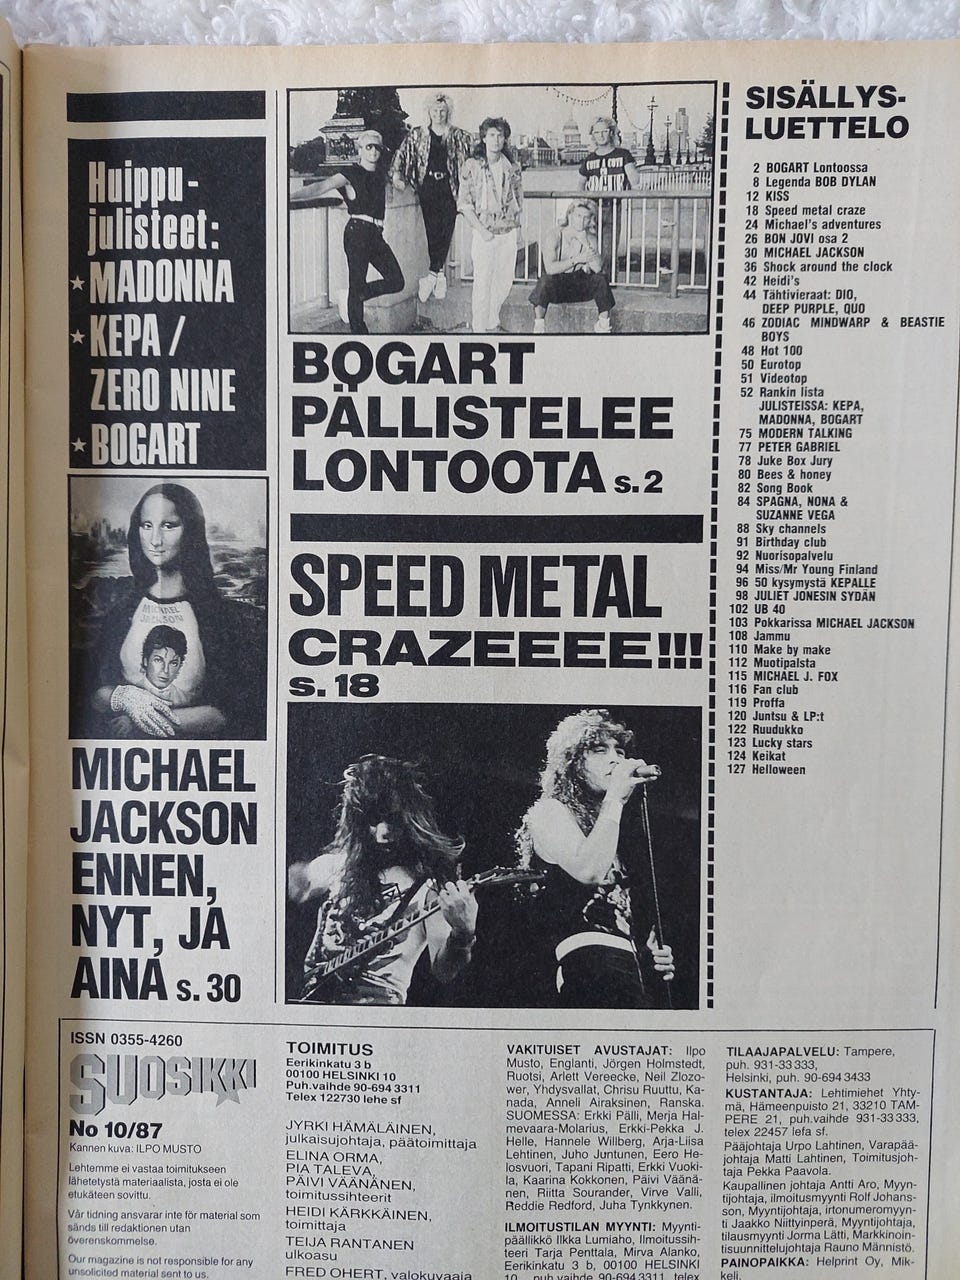 Huippu-
julisteet:
★MADONNA
★KEPA /
ZERO NINE
★BOGART
MICHAEL
JACKSON
MICHAEL
JACKSON
ENNEN,
NYT, JA
AINA s. 30
BOGART
PÄLLISTELEE
LONTOOTA s. 2
SPEED METAL
CRAZEEEE!!!
s. 18
SISÄLLYS-
LUETTELO
2 BOGART Lontoossa
8 Legenda BOB DYLAN
12 KISS
18 Speed metal craze
24 Michael's adventures
26 BON JOVI osa 2
30 MICHAEL JACKSON
36 Shock around the clock
42 Heidi's
44 Tähtivieraat: DIO,
DEEP PURPLE, QUO
46 ZODIAC MINDWARP & BEASTIE
BOYS
48 Hot 100
50 Eurotop
51 Videotop
52 Rankin lista
JULISTEISSA: KEPA,
MADONNA, BOGART
75 MODERN TALKING
77 PETER GABRIEL
78 Juke Box Jury
80 Bees & honey
82 Song Book
84 SPAGNA, NONA &
SUZANNE VEGA
88 Sky channels
91 Birthday club
92 Nuorisopalvelu
94 Miss/Mr Young Finland
96 50 kysymystä KEPALLE
98 JULIET JONESIN SYDÄN
102 UB 40
103 Pokkarissa MICHAEL JACKSON
108 Jammu
110 Make by make
112 Muotipalsta
115 MICHAEL J. FOX
116 Fan club
119 Proffa
120 Juntsu & LP:t
122 Ruudukko
123 Lucky stars
124 Keikat
127 Helloween
ISSN 0355-4260
SUOSIKKI
No 10/87
Kannen kuva: ILPO MUSTO
Lehtemme ei vastaa toimitukseen
lähetetystä materiaalista, josta ei ole
etukäteen sovittu.
Vår tidning ansvarar inte för material som
sänds till redaktionen utan
överenskommelse.
Our magazine is not responsible for any
unsolicited material sent to us.
TOIMITUS
Eerikinkatu 3 b
00100 HELSINKI 10
Puh.vaihde 90-694 3311
Telex 122730 lehe sf
JYRKI HÄMÄLÄINEN,
julkaisujohtaja, päätoimittaja
ELINA ORMA,
PIA TALEVA,
PÄIVI VÄÄNÄNEN,
toimitussihteerit
HEIDI KÄRKKÄINEN,
toimittaja
TEIJA RANTANEN
ulkoasu
FRED OHERT, valokuvaaja
VAKITUISET AVUSTAJAT: Ilpo
Musto, Englanti, Jörgen Holmstedt,
Ruotsi, Arlett Vereecke, Neil Zlozo-
wer, Yhdysvallat, Chrisu Ruuttu, Ka-
nada, Anneli Airaksinen, Ranska.
SUOMESSA: Erkki Pälli, Merja Hal-
mevaara-Molarius, Erkki-Pekka J.
Helle, Hannele Willberg, Arja-Liisa
Lehtinen, Juho Juntunen, Eero He-
losvuori, Tapani Ripatti, Erkki Vuoki-
la, Kaarina Kokkonen, Päivi Väänä-
nen, Riitta Sourander, Virve Valli,
Reddie Redford, Juha Tynkkynen.
ILMOITUSTILAN MYYNTI: Myynti-
päällikkö Ilkka Lumiaho, Ilmoitussih-
teeri Tarja Penttala, Mirva Alanko,
Eerikinkatu 3 b, 00100 HELSINKI
10, puh.vaihde 90-694 3311, telex
TILAAJAPALVELU: Tampere,
puh. 931-33 333,
Helsinki, puh. 90-694 3433
KUSTANTAJA: Lehtimiehet Yhty-
mä, Hämeenpuisto 21, 33210 TAM-
PERE 21, puh.vaihde 931-33 333,
telex 22457 lefa sf.
Pääjohtaja Urpo Lahtinen, Varapää-
johtaja Matti Lahtinen, Toimitusjoh-
taja Pekka Paavola.
Kaupallinen johtaja Antti Aro, Myyn-
tijohtaja, ilmoitusmyynti Rolf Johans-
son, Myyntijohtaja, irtonumeromyyn-
ti Jaakko Niittyinperä, Myyntijohtaja,
tilausmyynti Jorma Lätti, Markkinoin-
tisuunnittelujohtaja Rauno Männistö.
PAINOPAIKKA: Helprint Oy, Mik-
keli.